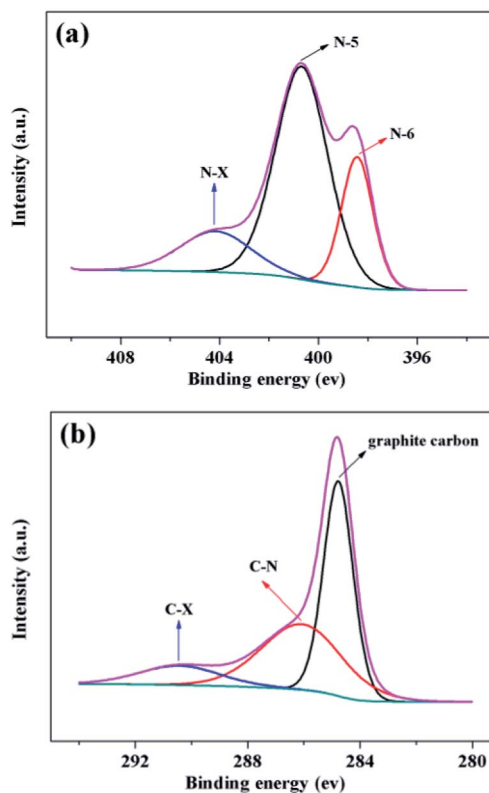 (a)
N-5
N-6
N-X
Intensity (a.u.)
408 404 400 396
Binding energy (ev)
(b)
graphite carbon
C-N
C-X
Intensity (a.u.)
292 288 284 280
Binding energy (ev)